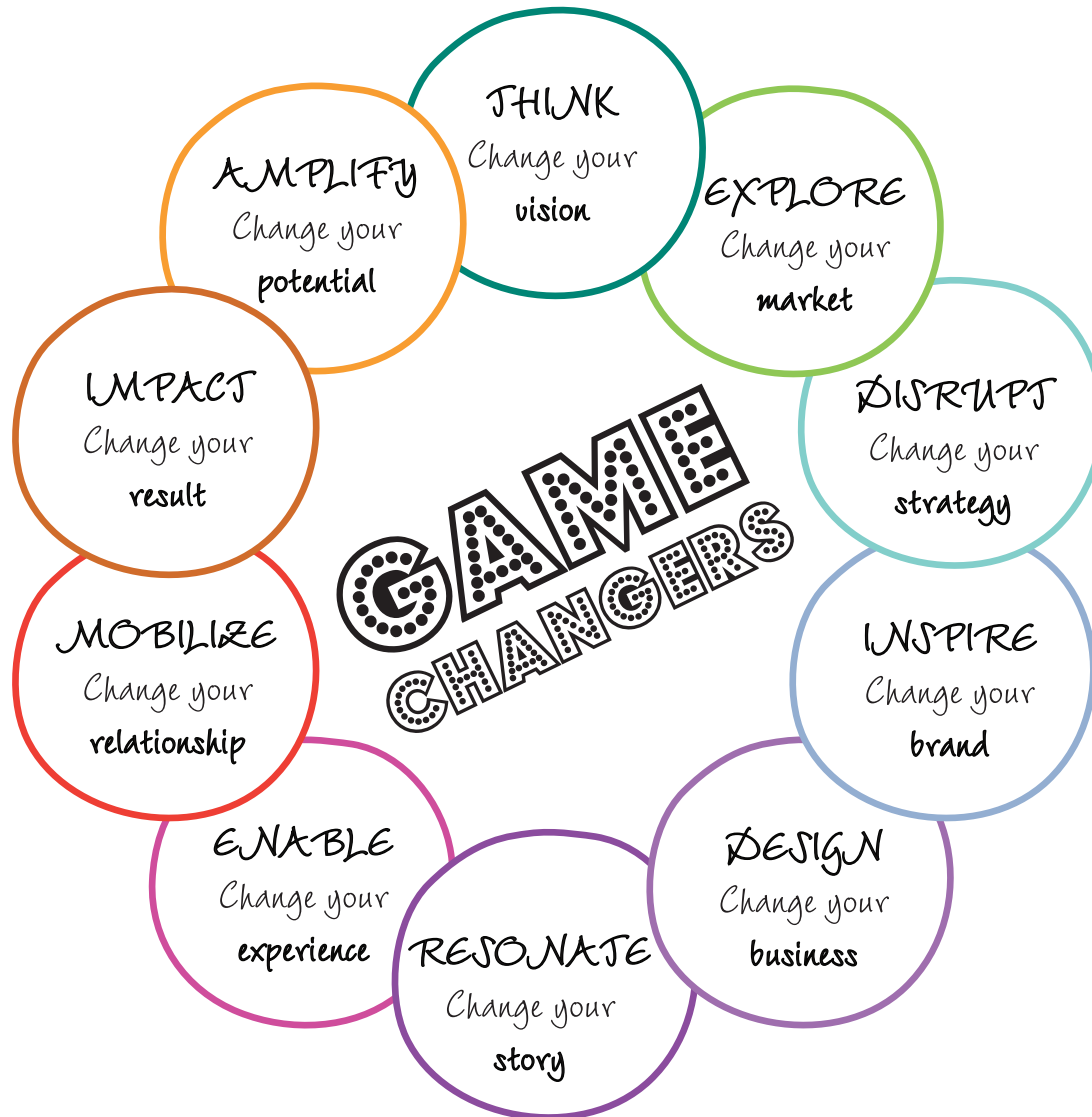 THINK
Change your
vision
EXPLORE
Change your
market
DISRUPT
Change your
strategy
INSPIRE
Change your
brand
DESIGN
Change your
business
RESONATE
Change your
story
ENABLE
Change your
experience
MOBILIZE
Change your
relationship
IMPACT
Change your
result
AMPLIFY
Change your
potential
GAME
CHANGERS